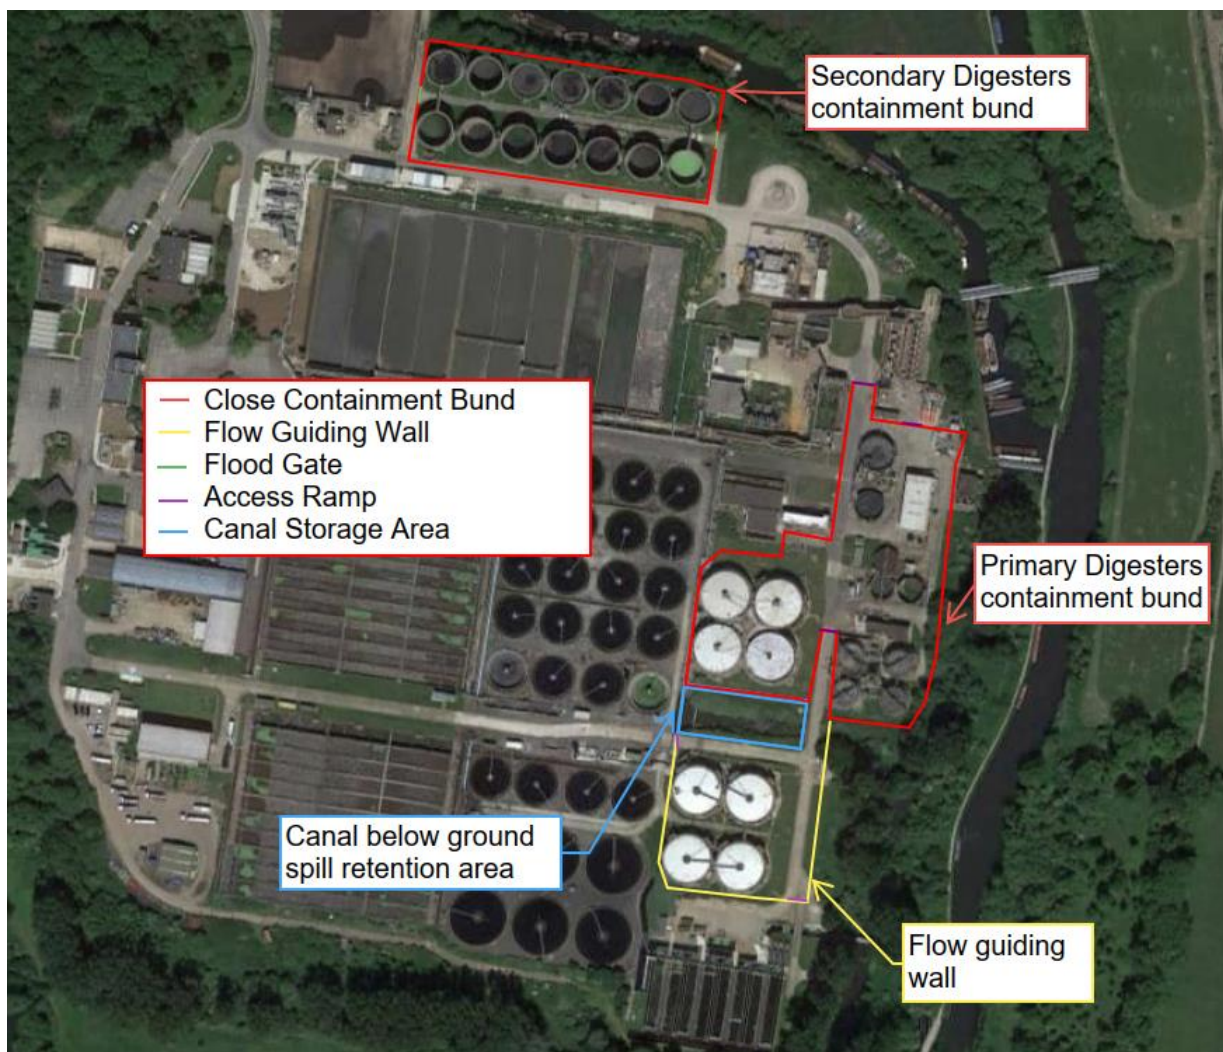 Secondary Digesters
containment bund
Close Containment Bund
Flow Guiding Wall
Flood Gate
Access Ramp
Canal Storage Area
Primary Digesters
containment bund
Canal below ground
spill retention area
Flow guiding
wall